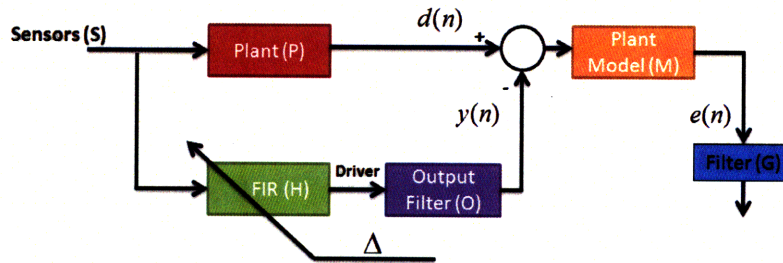 Sensors (S)
Plant (P)
d(n)
+
Plant
Model (M)
-
y(n)
e(n)
Filter (G)
FIR (H)
Driver
Output
Filter (O)
Δ